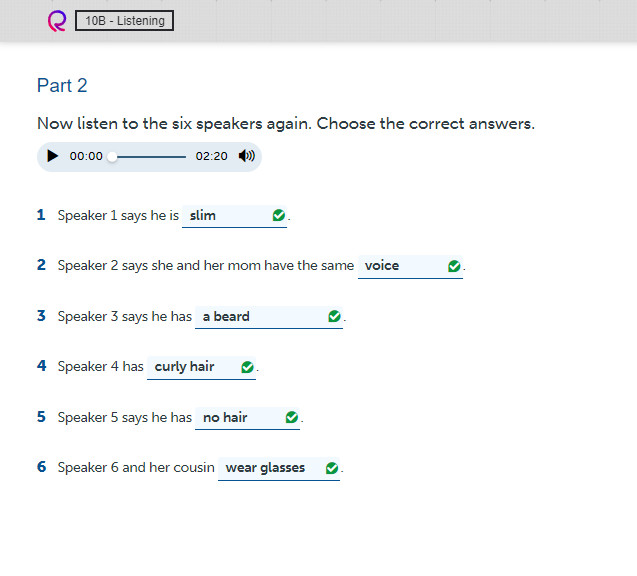 10B - Listening
Part 2
Now listen to the six speakers again. Choose the correct answers.
00:00 02:20
1 Speaker 1 says he is slim.
2 Speaker 2 says she and her mom have the same voice.
3 Speaker 3 says he has a beard.
4 Speaker 4 has curly hair.
5 Speaker 5 says he has no hair.
6 Speaker 6 and her cousin wear glasses.